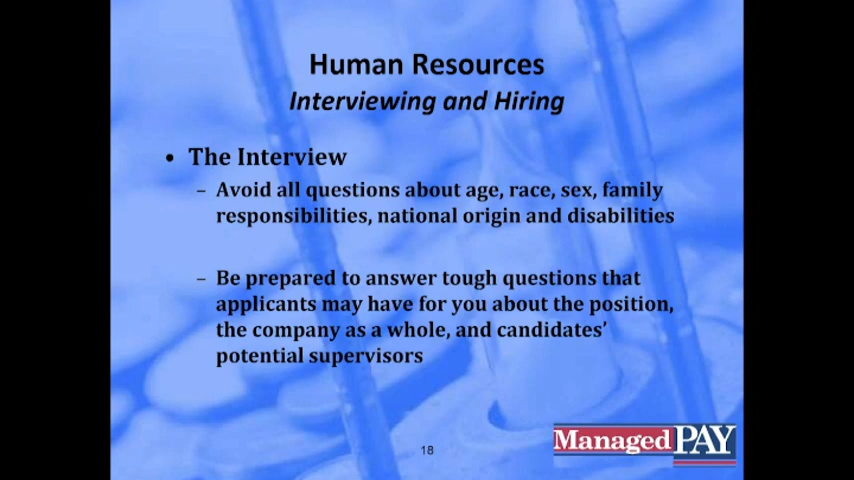 Human Resources
Interviewing and Hiring
• The Interview
– Avoid all questions about age, race, sex, family
responsibilities, national origin and disabilities
– Be prepared to answer tough questions that
applicants may have for you about the position,
the company as a whole, and candidates’
potential supervisors
18
ManagedPAY